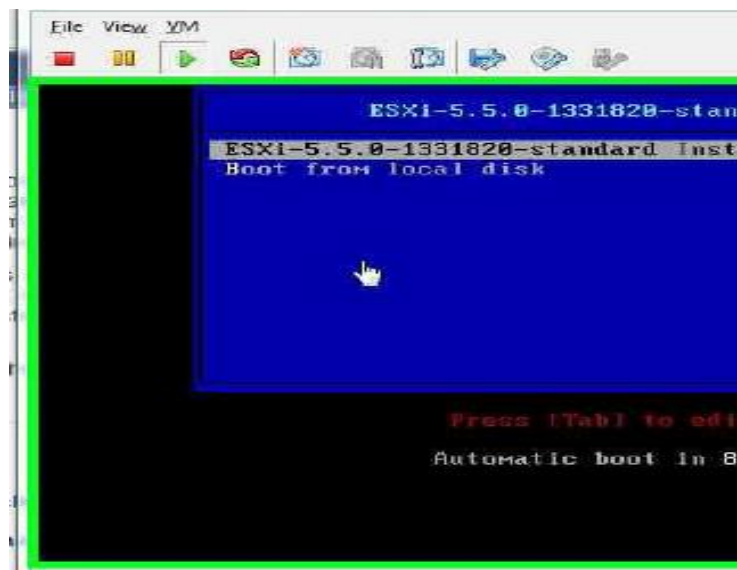 File View VM
ESXi-5.5.0-1331820-stan
ESXi-5.5.0-1331820-standard Inst
Boot from local disk
Press [Tab] to edi
Automatic boot in 8